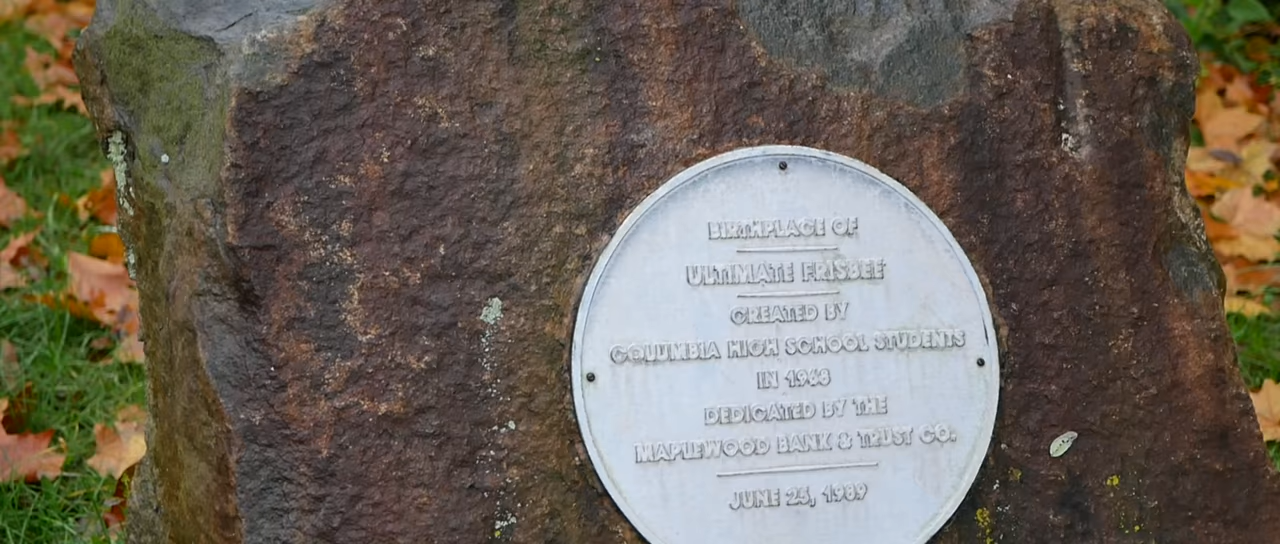 BIRTHPLACE OF
ULTIMATE FRISBEE
CREATED BY
COLUMBIA HIGH SCHOOL STUDENTS
IN 1968
DEDICATED BY THE
MAPLEWOOD BANK & TRUST CO.
JUNE 25, 1989